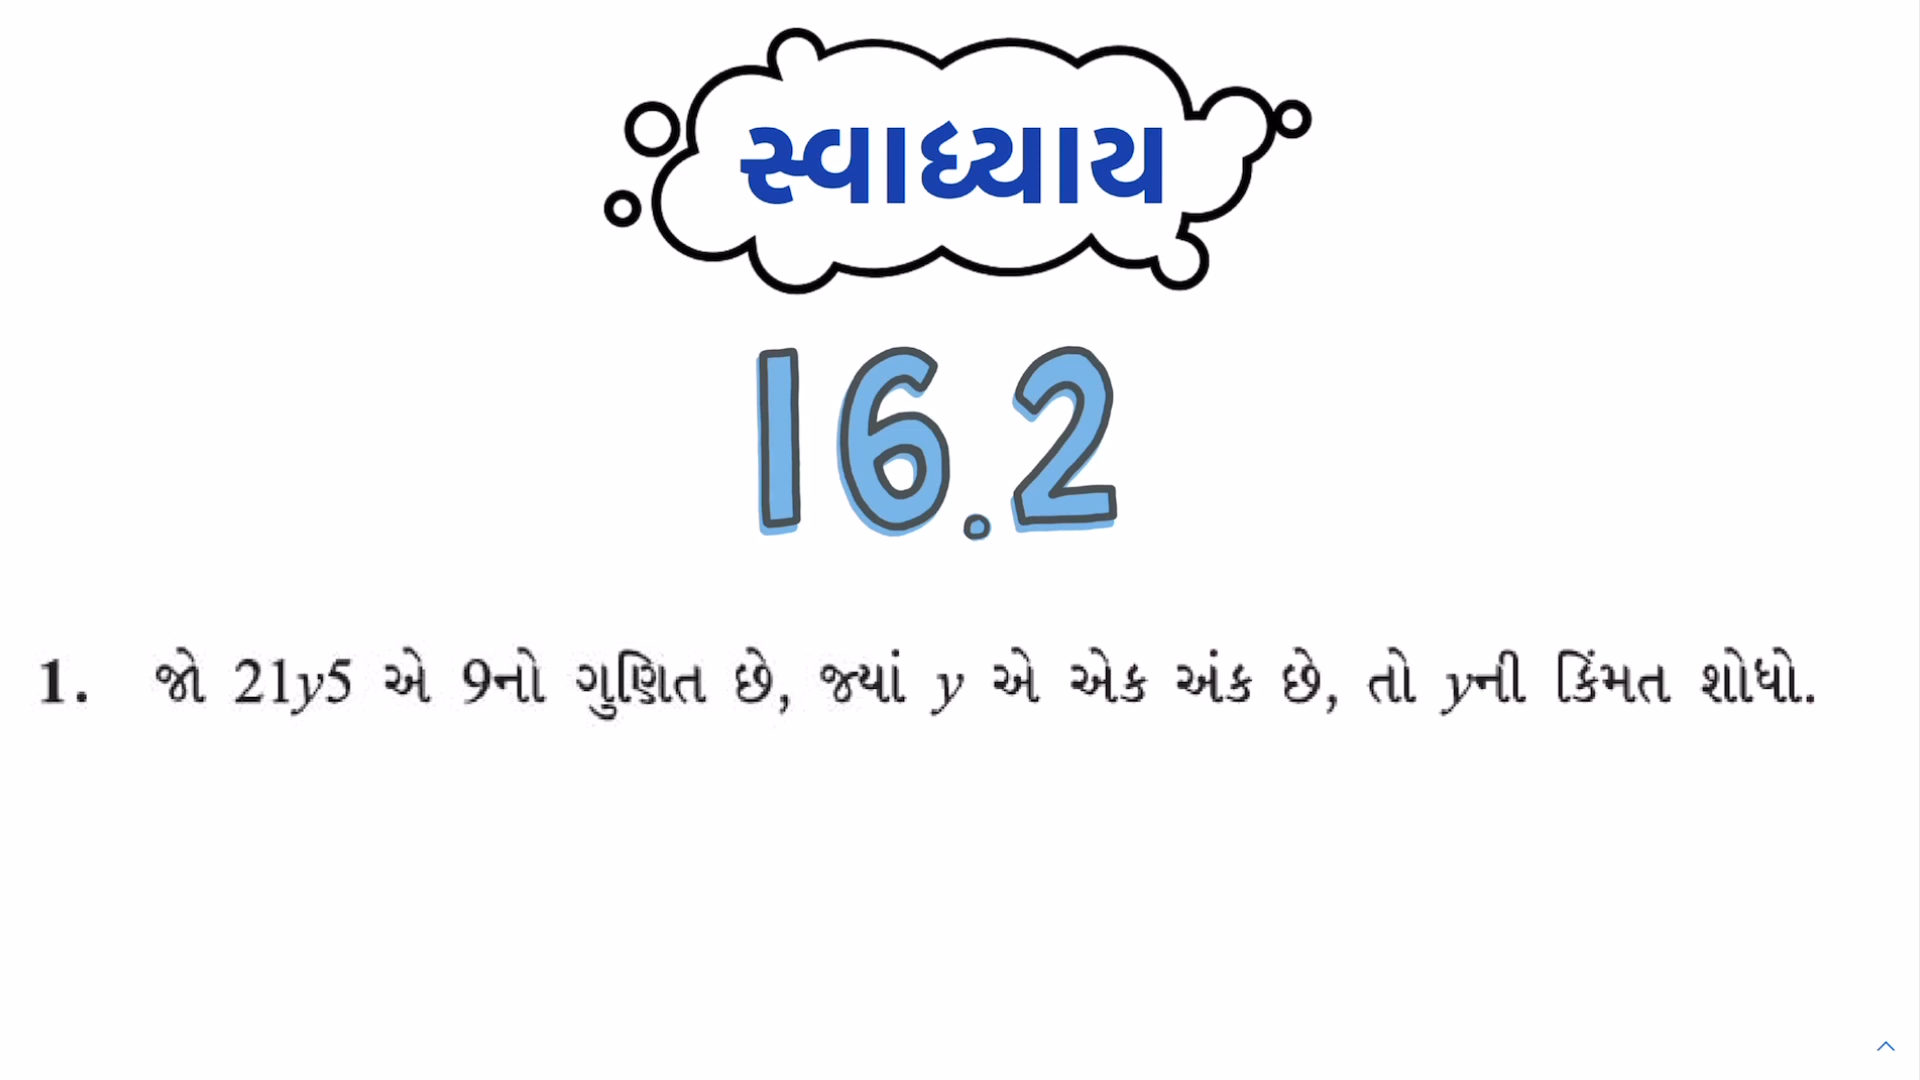 સ્વાધ્યાય
16.2
1. જો 21y5 એ 9નો ગુણિત છે, જ્યાં y એ એક અંક છે, તો yની કિંમત શોધો.